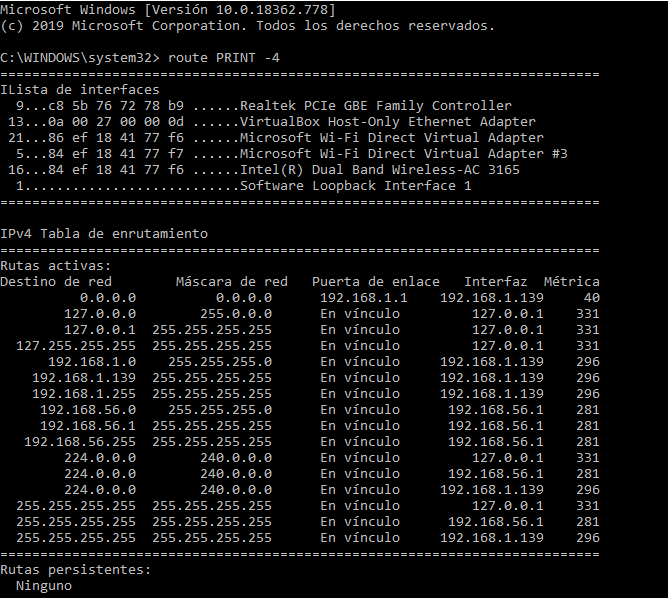 Microsoft Windows [Versión 10.0.18362.778]
(c) 2019 Microsoft Corporation. Todos los derechos reservados.
C:\WINDOWS\system32> route PRINT -4
===========================================================================
ILista de interfaces
  9...c8 5b 76 72 78 b9 ......Realtek PCIe GBE Family Controller
 13...0a 00 27 00 00 0d ......VirtualBox Host-Only Ethernet Adapter
 21...86 ef 18 41 77 f6 ......Microsoft Wi-Fi Direct Virtual Adapter
  5...84 ef 18 41 77 f7 ......Microsoft Wi-Fi Direct Virtual Adapter #3
 16...84 ef 18 41 77 f6 ......Intel(R) Dual Band Wireless-AC 3165
  1...........................Software Loopback Interface 1
===========================================================================
IPv4 Tabla de enrutamiento
===========================================================================
Rutas activas:
Destino de red        Máscara de red   Puerta de enlace   Interfaz  Métrica
          0.0.0.0          0.0.0.0      192.168.1.1    192.168.1.139     40
        127.0.0.0        255.0.0.0      En vínculo         127.0.0.1    331
        127.0.0.1  255.255.255.255      En vínculo         127.0.0.1    331
  127.255.255.255  255.255.255.255      En vínculo         127.0.0.1    331
      192.168.1.0    255.255.255.0      En vínculo     192.168.1.139    296
    192.168.1.139  255.255.255.255      En vínculo     192.168.1.139    296
    192.168.1.255  255.255.255.255      En vínculo     192.168.1.139    296
     192.168.56.0    255.255.255.0      En vínculo      192.168.56.1    281
     192.168.56.1  255.255.255.255      En vínculo      192.168.56.1    281
   192.168.56.255  255.255.255.255      En vínculo      192.168.56.1    281
        224.0.0.0        240.0.0.0      En vínculo         127.0.0.1    331
        224.0.0.0        240.0.0.0      En vínculo      192.168.56.1    281
        224.0.0.0        240.0.0.0      En vínculo     192.168.1.139    296
  255.255.255.255  255.255.255.255      En vínculo         127.0.0.1    331
  255.255.255.255  255.255.255.255      En vínculo      192.168.56.1    281
  255.255.255.255  255.255.255.255      En vínculo     192.168.1.139    296
===========================================================================
Rutas persistentes:
  Ninguno